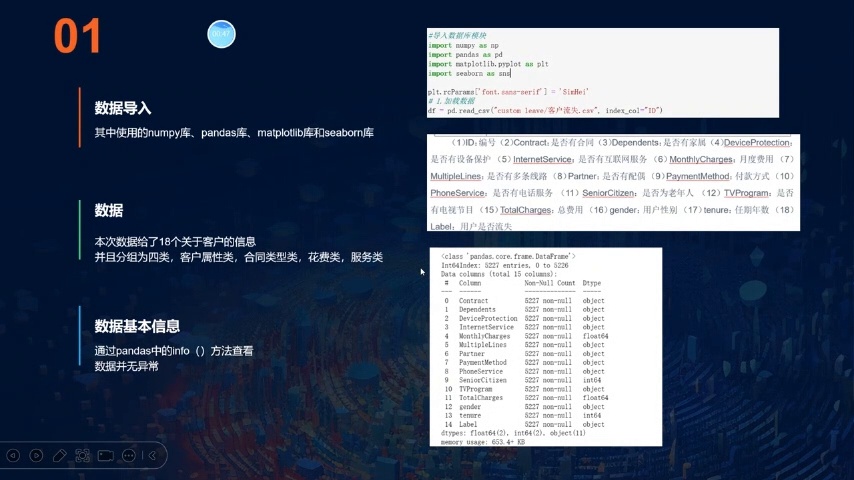 01
00:47
数据导入
其中使用的numpy库、pandas库、matplotlib库和seaborn库
数据
本次数据给了18个关于客户的信息
并且分组为四类，客户属性类，合同类型类，花费类，服务类
数据基本信息
通过pandas中的info（）方法查看
数据并无异常
#导入数据库模块
import numpy as np
import pandas as pd
import matplotlib.pyplot as plt
import seaborn as sns
plt.rcParams['font.sans-serif'] = 'SimHei'
# 1.加载数据
df = pd.read_csv("custom leave/客户流失.csv", index_col="ID")
（1）ID：编号（2）Contract：是否有合同（3）Dependents：是否有家属（4）DeviceProtection：
是否有设备保护 （5）InternetService：是否有互联网服务 （6）MonthlyCharges：月度费用 （7）
MultipleLines：是否有多条线路 （8）Partner：是否有配偶 （9）PaymentMethod：付款方式 （10）
PhoneService：是否有电话服务 （11）SeniorCitizen：是否为老年人 （12）TVProgram：是否
有电视节目 （15）TotalCharges：总费用 （16）gender：用户性别 （17）tenure：任期年数 （18）
Label：用户是否流失
<class 'pandas.core.frame.DataFrame'>
Int64Index: 5227 entries, 0 to 5226
Data columns (total 15 columns):
# Column Non-Null Count Dtype
--- ------ -------------- -----
0 Contract 5227 non-null object
1 Dependents 5227 non-null object
2 DeviceProtection 5227 non-null object
3 InternetService 5227 non-null object
4 MonthlyCharges 5227 non-null float64
5 MultipleLines 5227 non-null object
6 Partner 5227 non-null object
7 PaymentMethod 5227 non-null object
8 PhoneService 5227 non-null object
9 SeniorCitizen 5227 non-null int64
10 TVProgram 5227 non-null object
11 TotalCharges 5227 non-null float64
12 gender 5227 non-null object
13 tenure 5227 non-null int64
14 Label 5227 non-null object
dtypes: float64(2), int64(2), object(11)
memory usage: 653.4+ KB